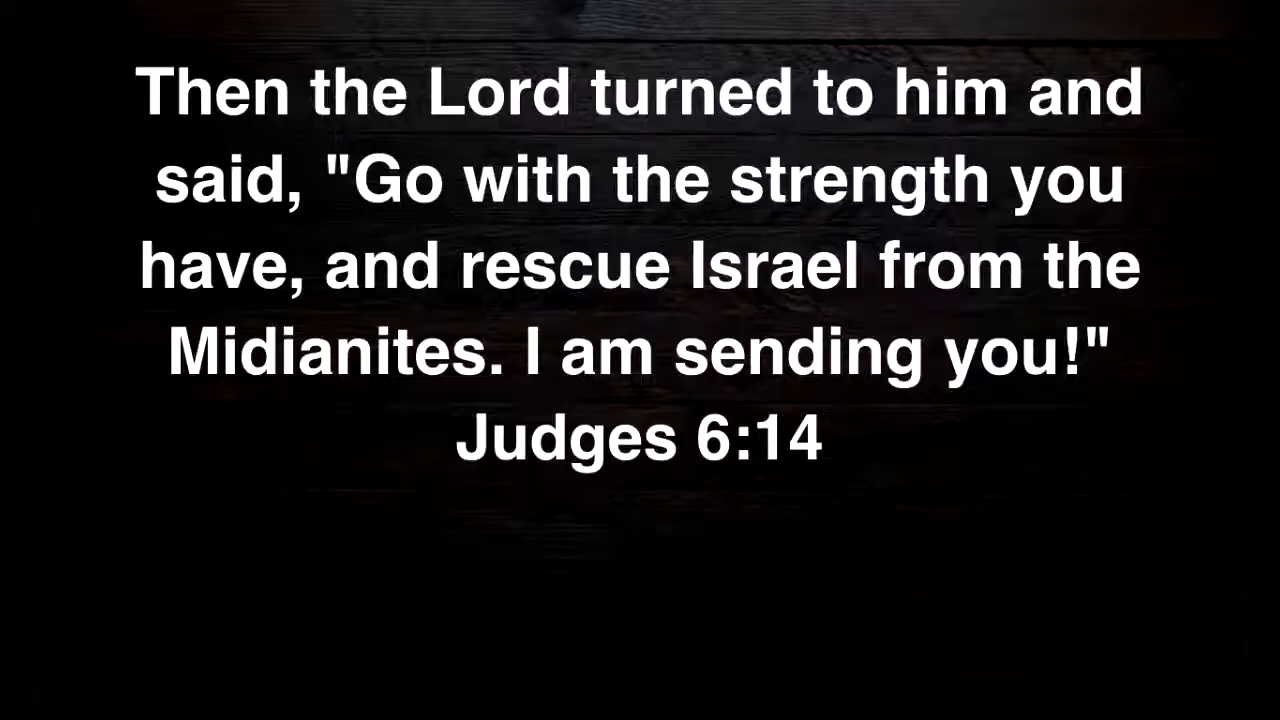 Then the Lord turned to him and
said, "Go with the strength you
have, and rescue Israel from the
Midianites. I am sending you!"
Judges 6:14